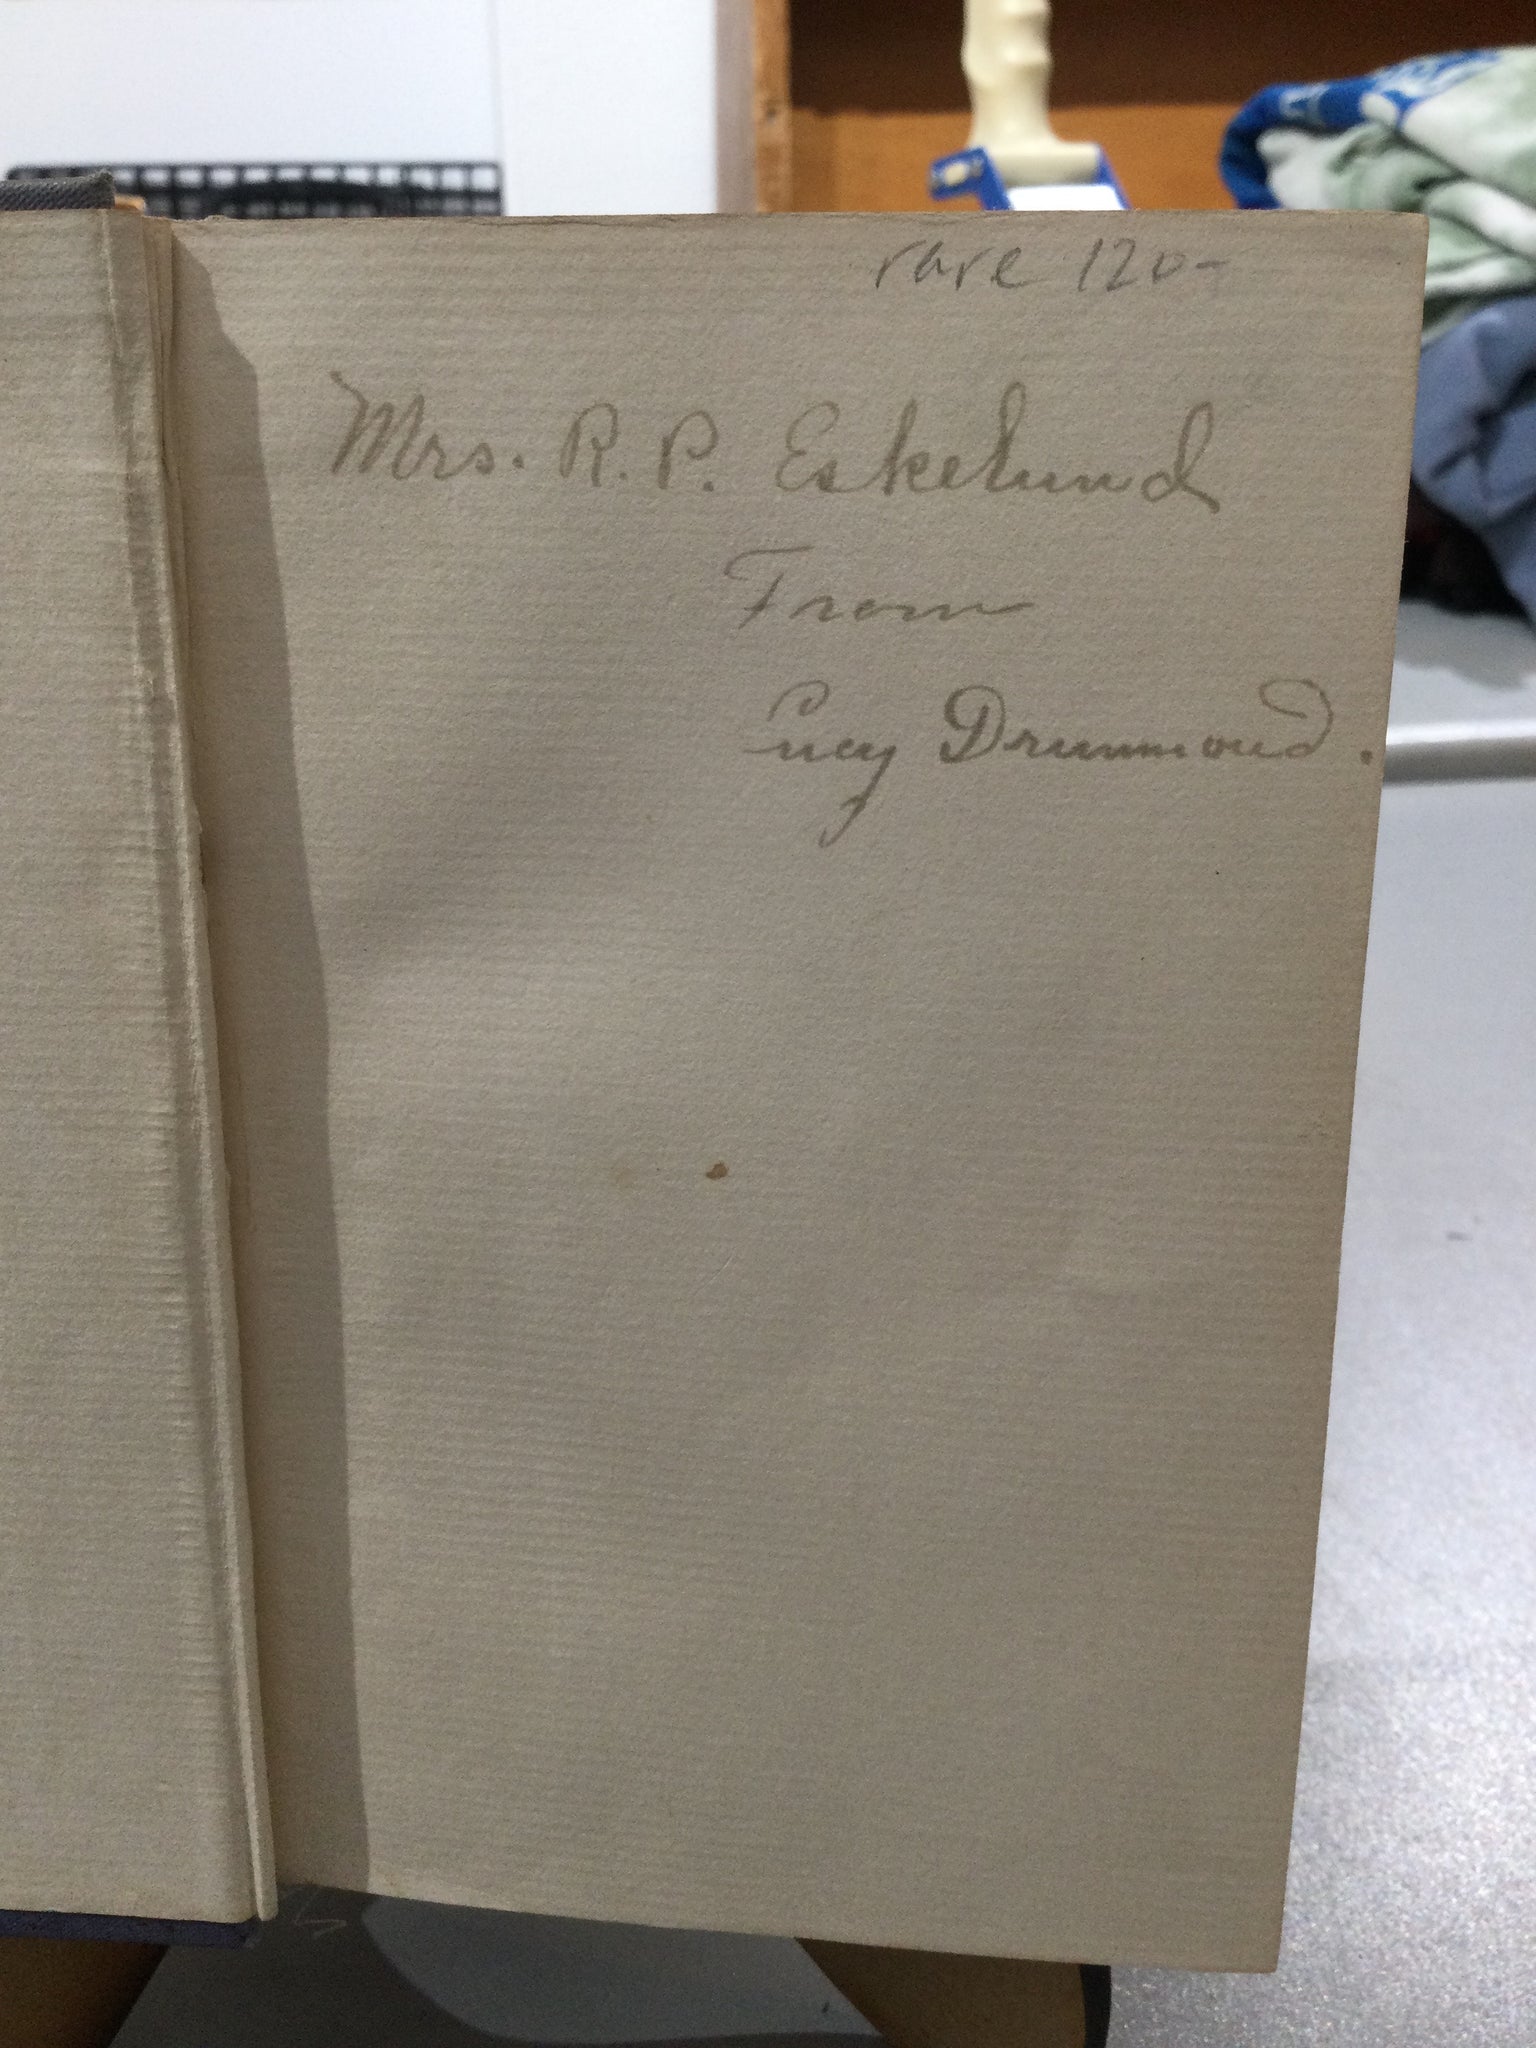 rare 120-
Mrs. R. P. Eskelund
From
Lucy Drummond.